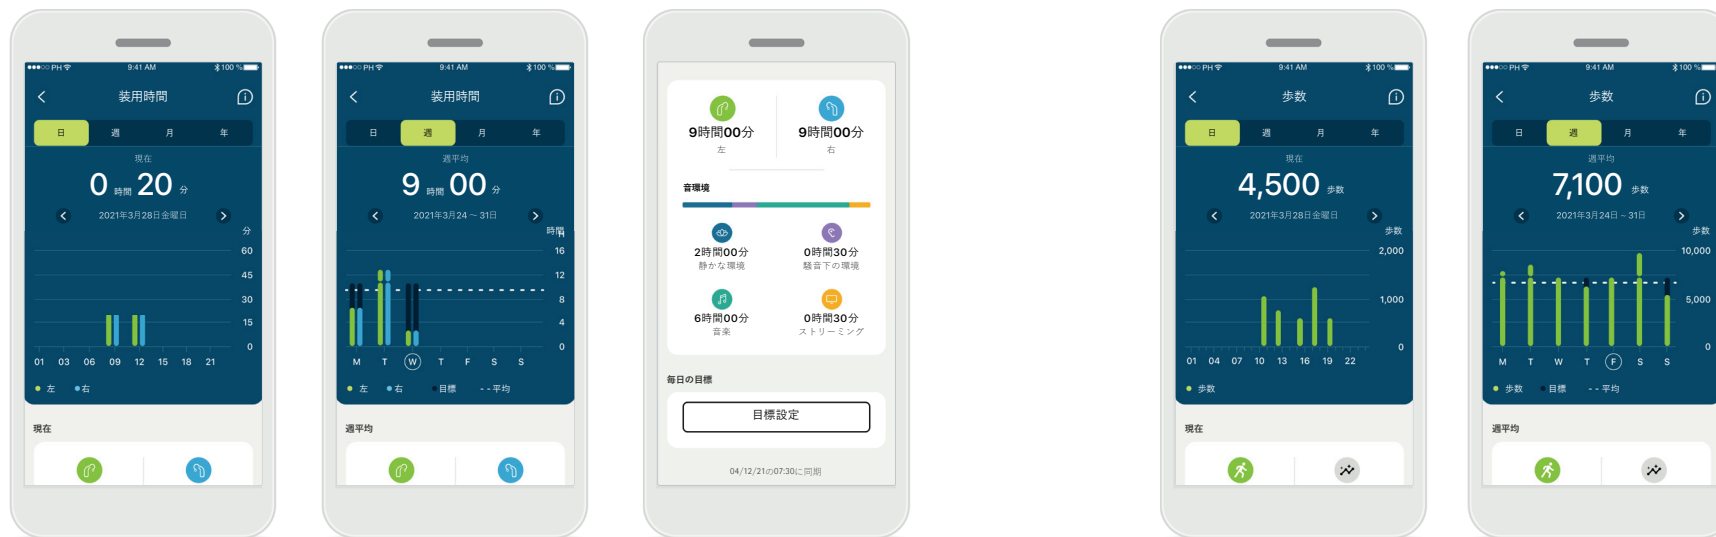 PH 9:41 AM 100 %
装用時間
日 週 月 年
現在
0 時間 20 分
2021年3月28日金曜日
分
60
45
30
15
0
01 03 06 09 12 15 18 21
左 右
現在
PH 9:41 AM 100 %
装用時間
日 週 月 年
週平均
9 時間 00 分
2021年3月24 ~ 31日
時間
16
12
8
4
0
M T W T F S S
左 右 目標 - - 平均
週平均
9時間00分 9時間00分
左 右
音環境
2時間00分 0時間30分
静かな環境 騒音下の環境
6時間00分 0時間30分
音楽 ストリーミング
毎日の目標
目標設定
04/12/21の07:30に同期
PH 9:41 AM 100 %
歩数
日 週 月 年
現在
4,500 歩数
2021年3月28日金曜日
歩数
2,000
1,000
0
01 04 07 10 13 16 19 22
歩数
現在
PH 9:41 AM 100 %
歩数
日 週 月 年
週平均
7,100 歩数
2021年3月24日 ~ 31日
歩数
10,000
5,000
0
M T W T F S S
歩数 目標 - - 平均
週平均